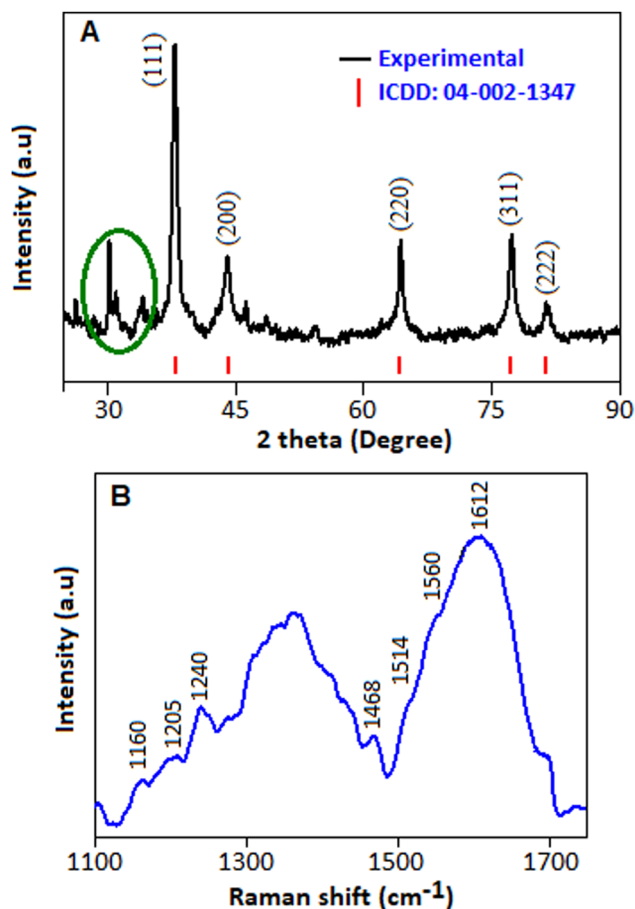 A
Experimental
ICDD: 04-002-1347
(111)
(200)
(220)
(311)
(222)
Intensity (a.u)
30 45 60 75 90
2 theta (Degree)
B
1160
1205
1240
1468
1514
1560
1612
Intensity (a.u)
1100 1300 1500 1700
Raman shift (cm⁻¹)